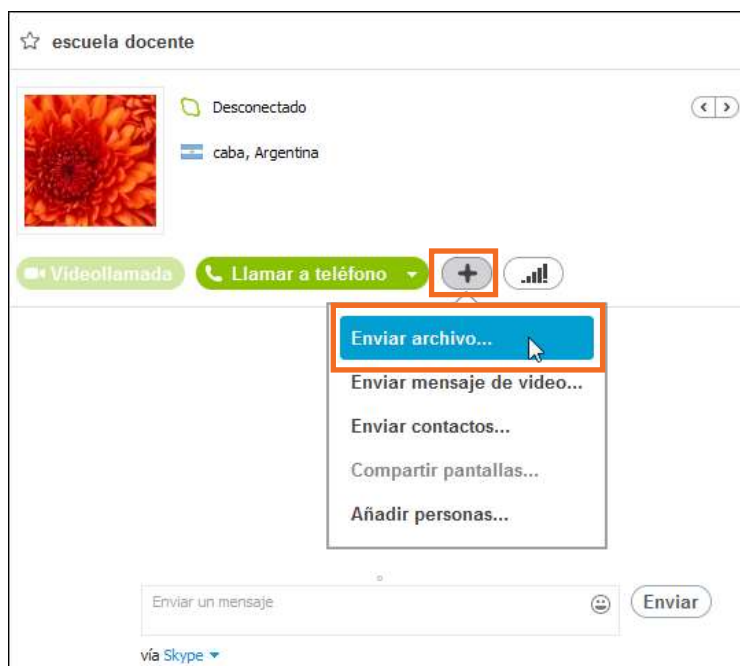 escuela docente
Desconectado
caba, Argentina
Videollamada
Llamar a teléfono
Enviar archivo...
Enviar mensaje de video...
Enviar contactos...
Compartir pantallas...
Añadir personas...
Enviar un mensaje
Enviar
vía Skype